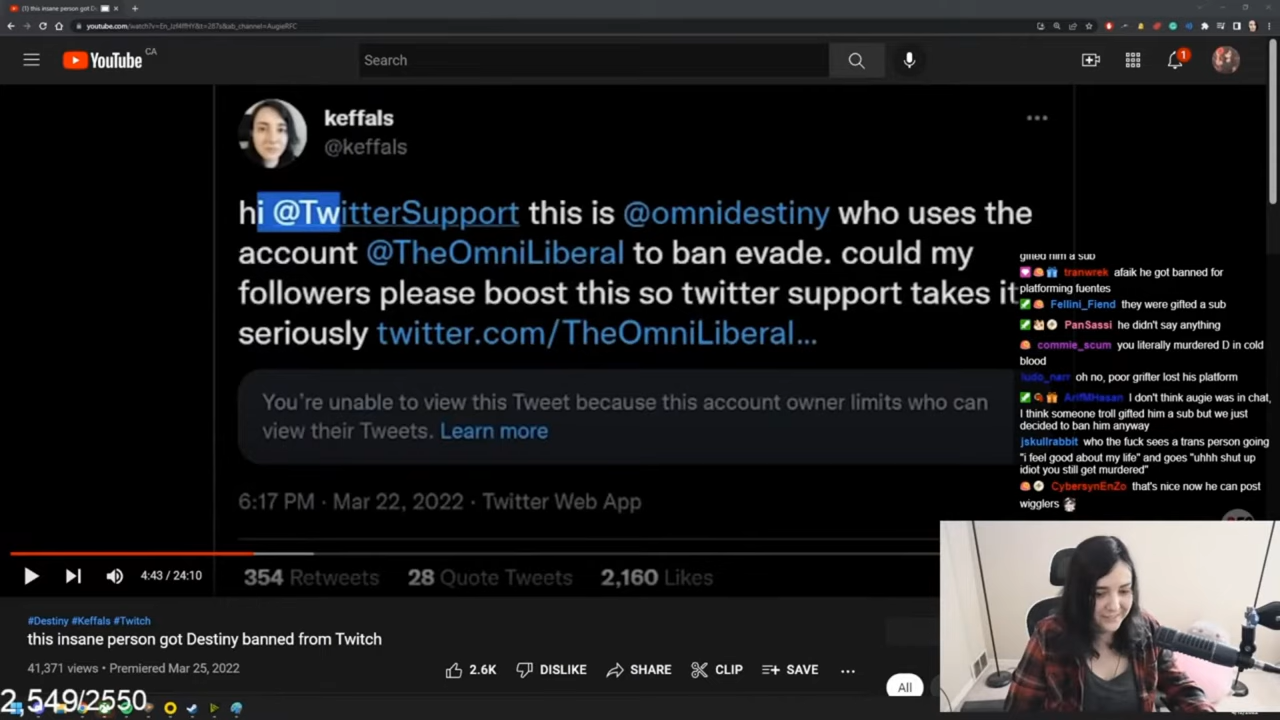 (1) this insane person got D
youtube.com/watch?v=En_
YouTube CA
Search
1
keffals
@keffals
hi @TwitterSupport this is @omnidestiny who uses the
account @TheOmniLiberal to ban evade. could my
followers please boost this so twitter support takes it
seriously twitter.com/TheOmniLiberal...
You're unable to view this Tweet because this account owner limits who can
view their Tweets. Learn more
6:17 PM · Mar 22, 2022 · Twitter Web App
354 Retweets 28 Quote Tweets 2,160 Likes
gifted him a sub
tranwrek afaik he got banned for
platforming fuentes
Fellini_Fiend they were gifted a sub
PanSassi he didn't say anything
commie_scum you literally murdered D in cold
blood
ludo_narr oh no, poor grifter lost his platform
ArifMHasan I don't think augie was in chat,
I think someone troll gifted him a sub but we just
decided to ban him anyway
jskullrabbit who the fuck sees a trans person going
"i feel good about my life" and goes "uhhh shut up
idiot you still get murdered"
CybersynEnZo that's nice now he can post
wigglers
4:43 / 24:10
#Destiny #Keffals #Twitch
this insane person got Destiny banned from Twitch
41,371 views • Premiered Mar 25, 2022
2.6K DISLIKE SHARE CLIP SAVE
All
2,549/2550